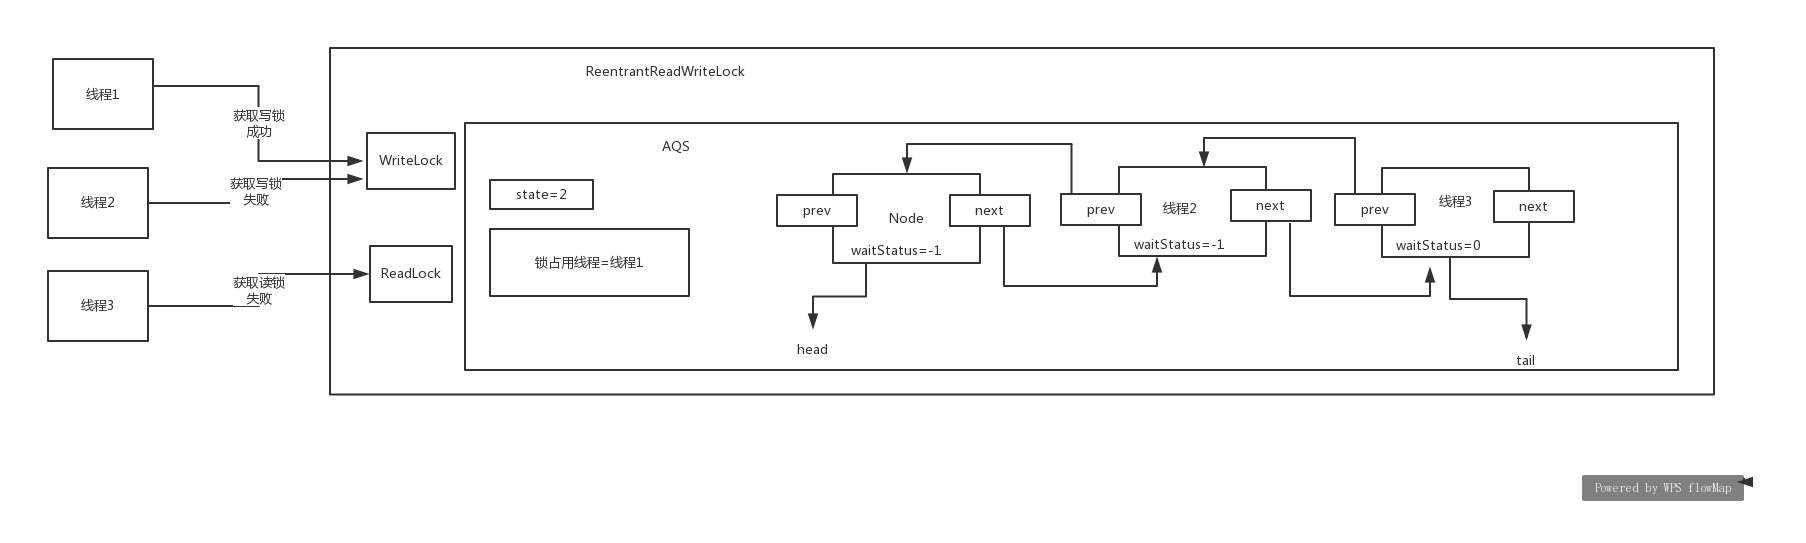 ReentrantReadWriteLock
线程1
获取写锁
成功
AQS
WriteLock
线程2
获取写锁
失败
state=2
prev
Node
next
waitStatus=-1
prev
线程2
next
waitStatus=-1
prev
线程3
next
waitStatus=0
锁占用线程=线程1
线程3
获取读锁
失败
ReadLock
head
tail
Powered by WPS flowMap